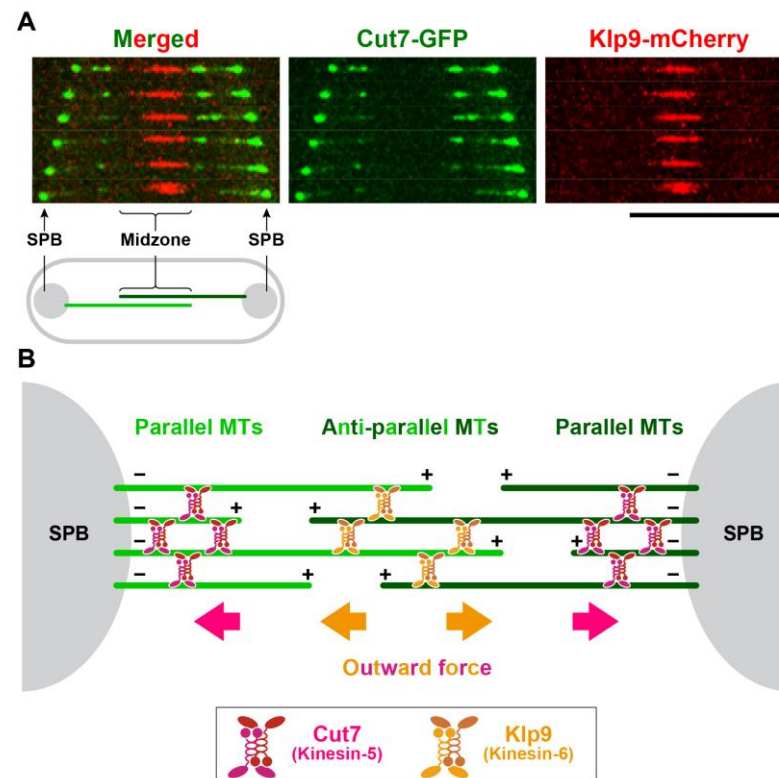 A
Merged Cut7-GFP Klp9-mCherry
SPB Midzone SPB
B
Parallel MTs Anti-parallel MTs Parallel MTs
− + + −
− + + −
− + + −
− + + −
SPB SPB
Outward force
Cut7 Klp9
(Kinesin-5) (Kinesin-6)